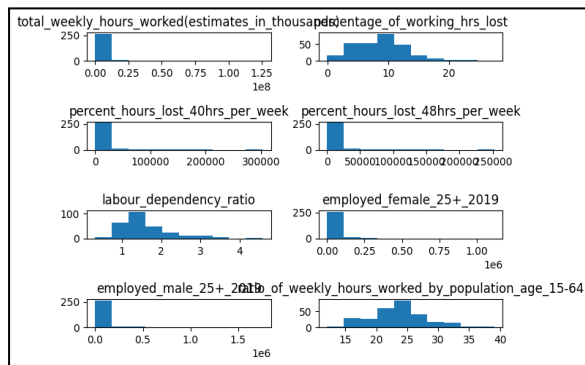 total_weekly_hours_worked(estimates_in_thousands)
percentage_of_working_hrs_lost
250
0
0.00 0.25 0.50 0.75 1.00 1.25
1e8
50
0
0 10 20
percent_hours_lost_40hrs_per_week
percent_hours_lost_48hrs_per_week
250
0
0 100000 200000 300000
250
0
0 50000 100000 150000 200000 250000
labour_dependency_ratio
employed_female_25+_2019
100
0
1 2 3 4
250
0
0.00 0.25 0.50 0.75 1.00
1e6
employed_male_25+_2019
ratio_of_weekly_hours_worked_by_population_age_15-64
250
0
0.0 0.5 1.0 1.5
1e6
50
0
15 20 25 30 35 40